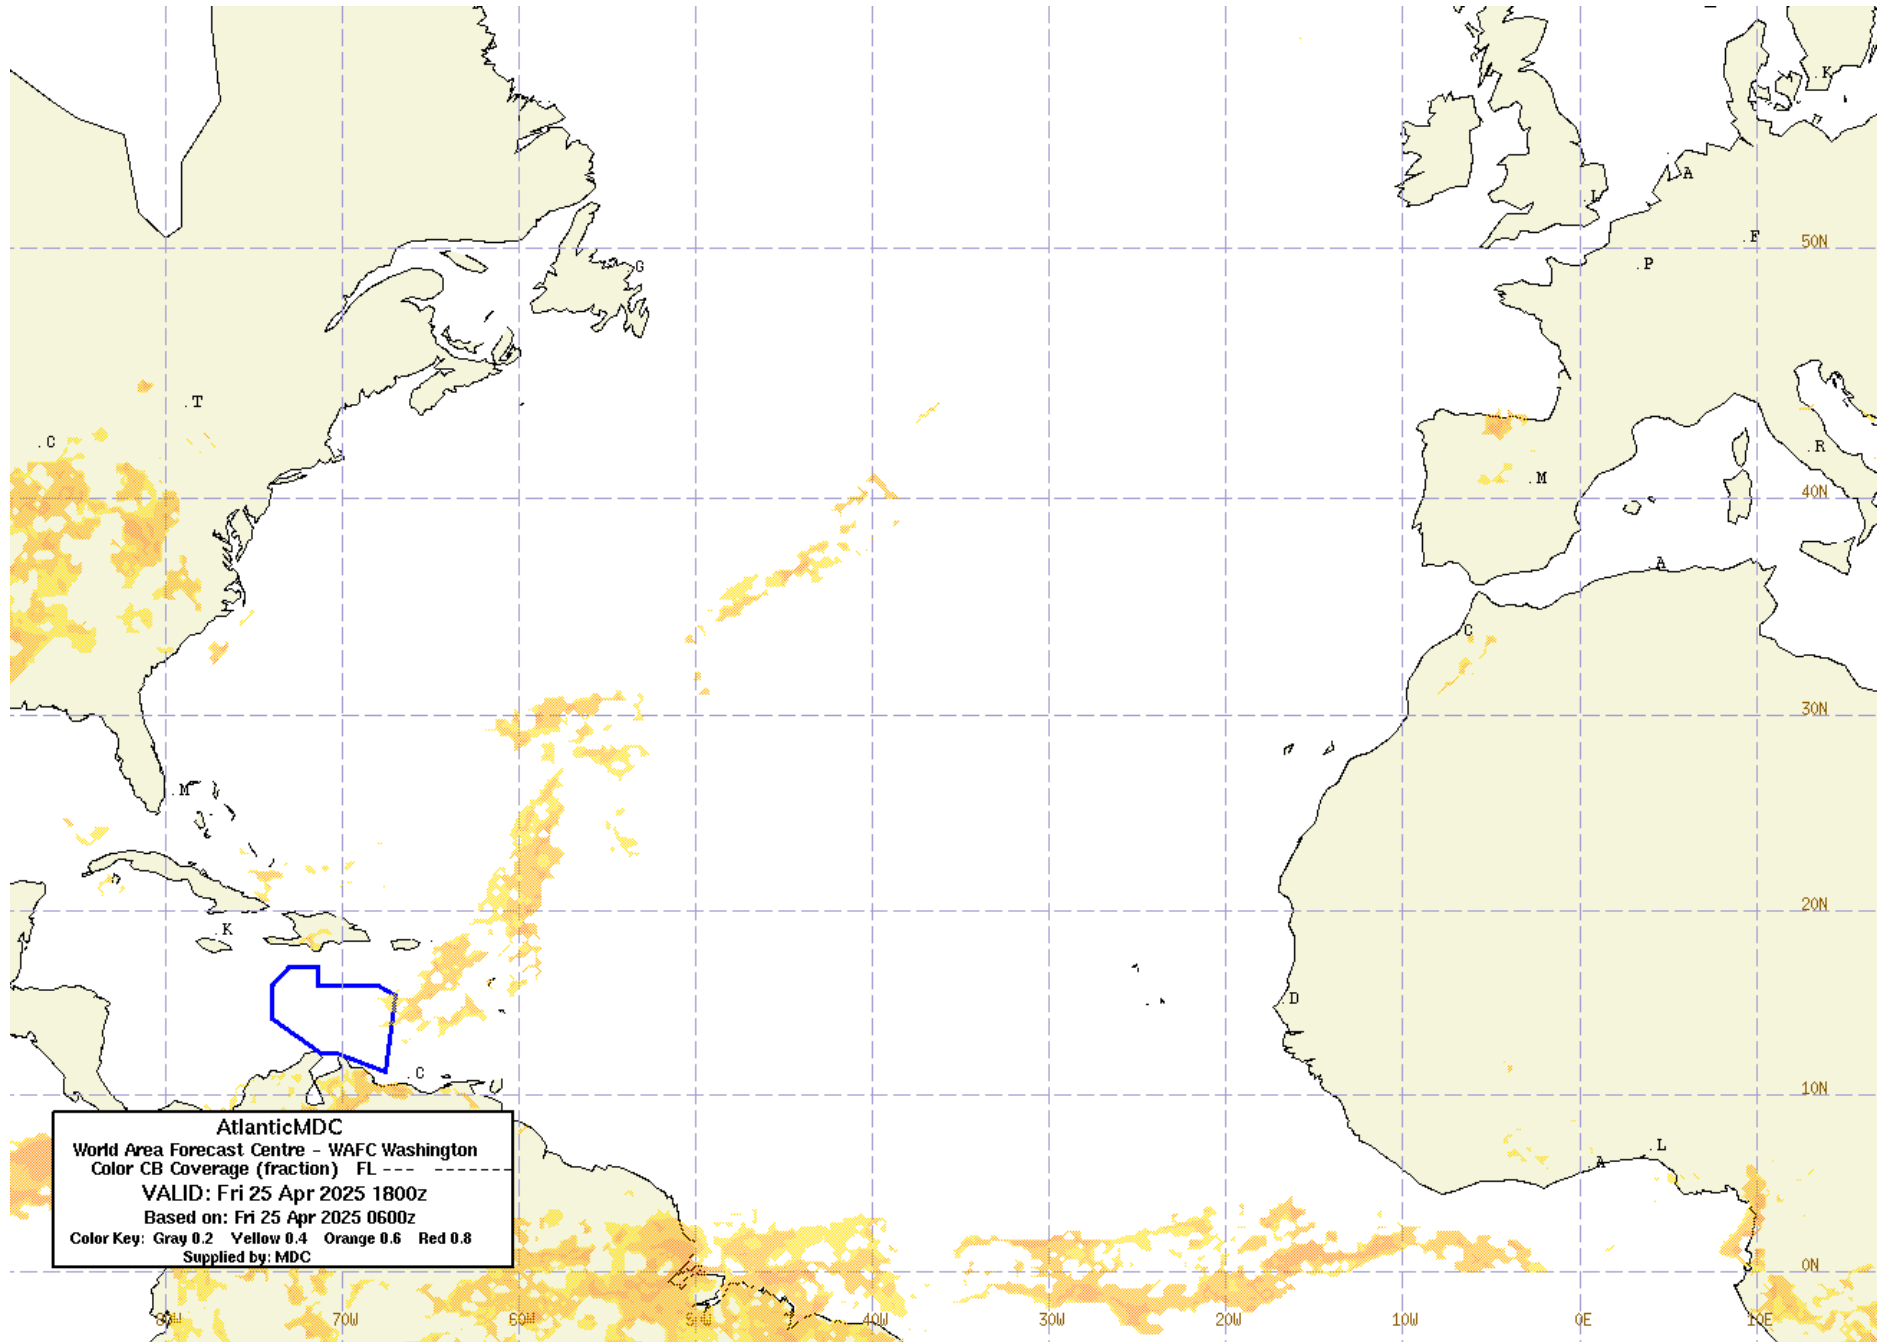 K
A
L
F
50N
P
G
T
C
R
M
40N
A
C
30N
M
20N
K
D
C
10N
L
A
AtlanticMDC
World Area Forecast Centre - WAFC Washington
Color CB Coverage (fraction) FL --- ---------
VALID: Fri 25 Apr 2025 1800z
Based on: Fri 25 Apr 2025 0600z
Color Key: Gray 0.2 Yellow 0.4 Orange 0.6 Red 0.8
Supplied by: MDC
0N
80W 70W 60W 50W 40W 30W 20W 10W 0E 10E